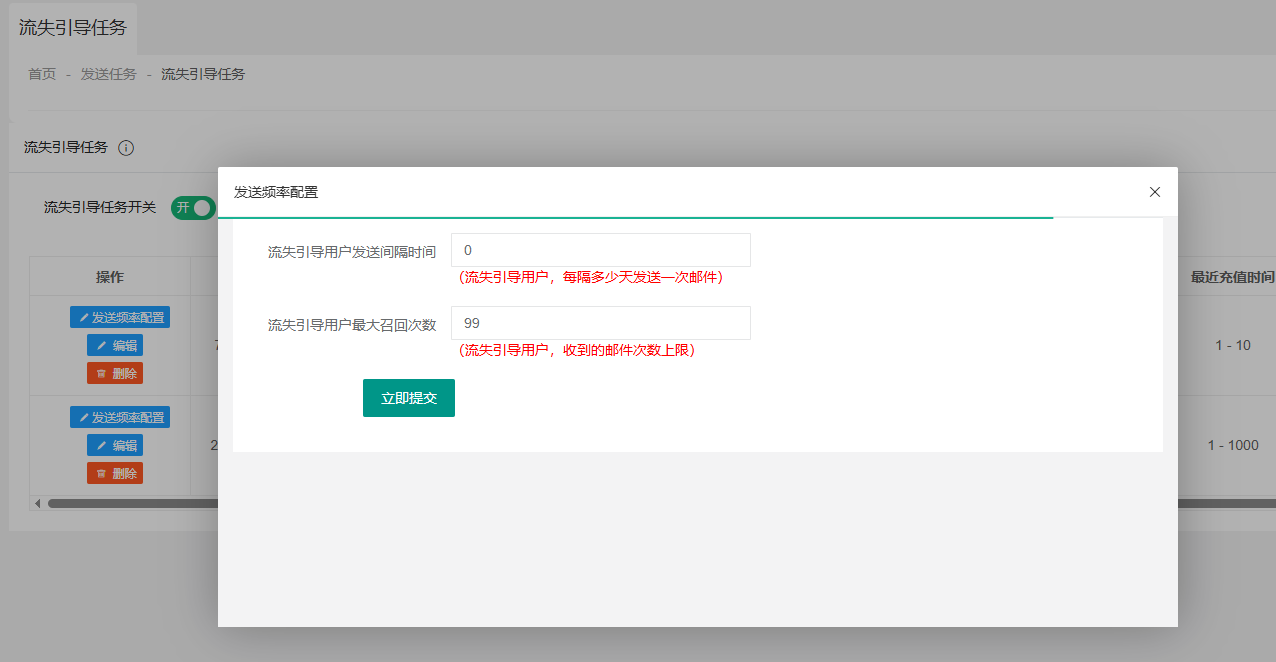 流失引导任务
首页 - 发送任务 - 流失引导任务
流失引导任务
流失引导任务开关 开
发送频率配置
流失引导用户发送间隔时间 0
(流失引导用户，每隔多少天发送一次邮件)
流失引导用户最大召回次数 99
(流失引导用户，收到的邮件次数上限)
立即提交
操作 最近充值时间
发送频率配置
编辑
删除
1 - 10
发送频率配置
编辑
删除
2
1 - 1000